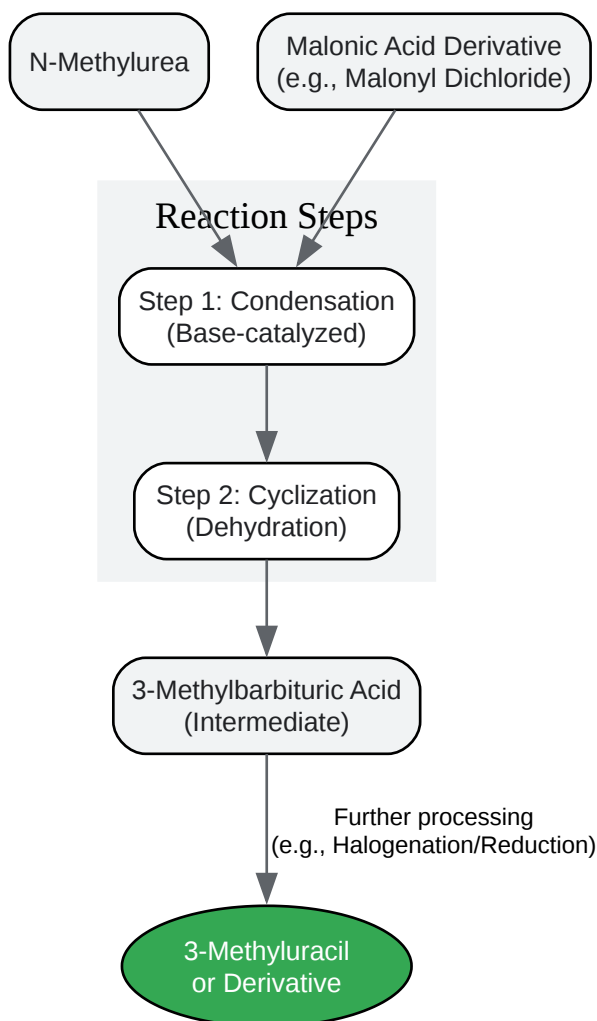 N-Methylurea
Malonic Acid Derivative
(e.g., Malonyl Dichloride)
Reaction Steps
Step 1: Condensation
(Base-catalyzed)
Step 2: Cyclization
(Dehydration)
3-Methylbarbituric Acid
(Intermediate)
Further processing
(e.g., Halogenation/Reduction)
3-Methyluracil
or Derivative